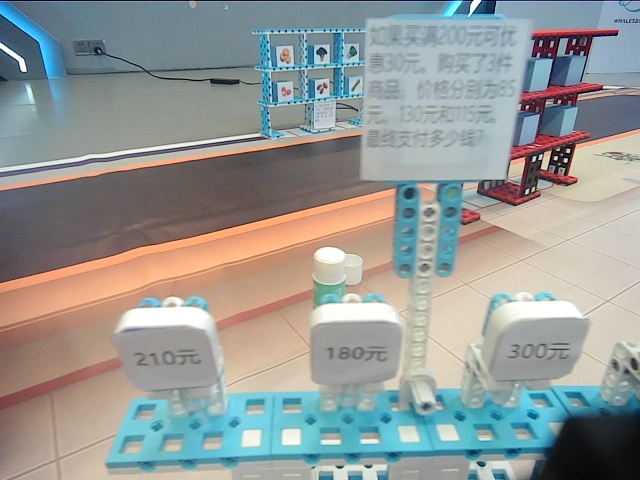 如果买满200元可优
惠30元。购买了3件
商品，价格分别为85
元、130元和115元。
最终支付多少钱？
210元
180元
300元